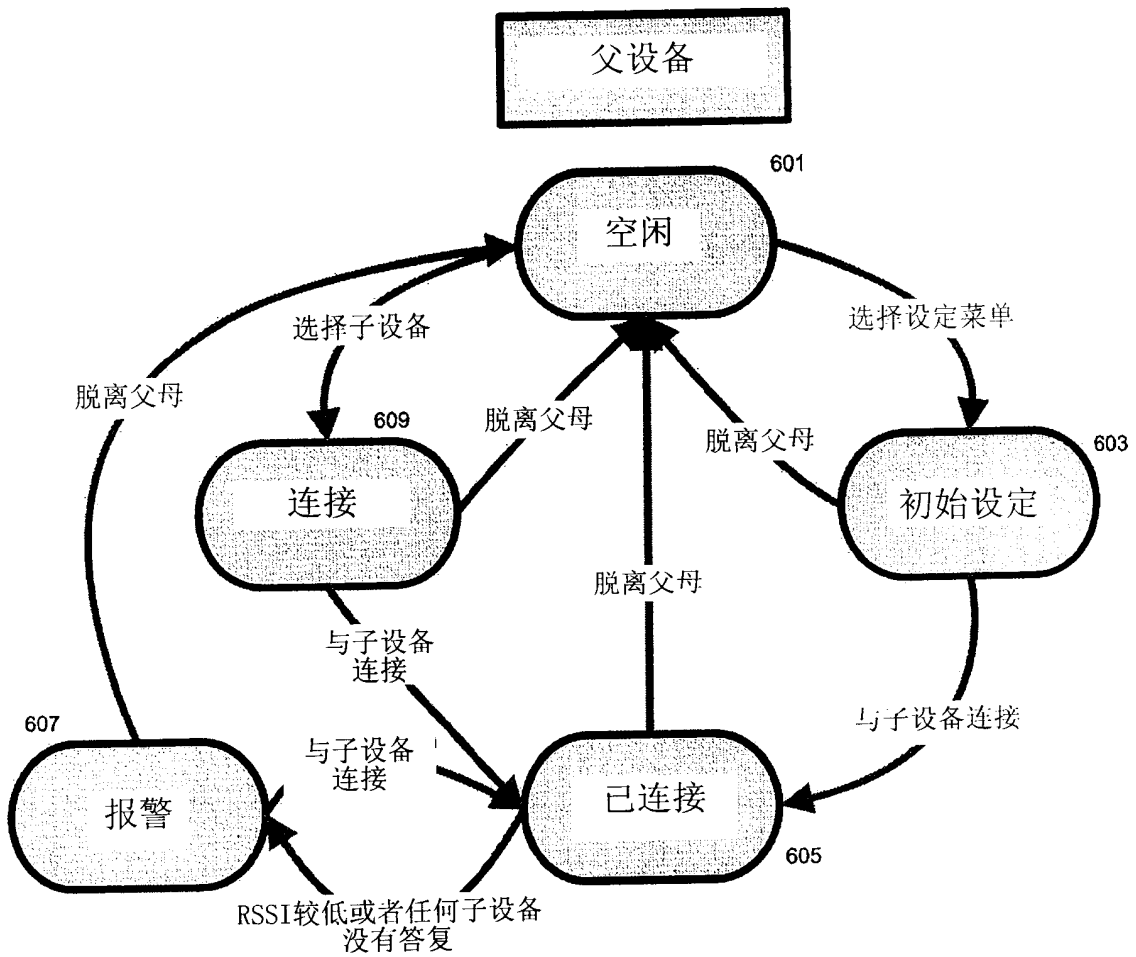 父设备
601
空闲
选择子设备
选择设定菜单
脱离父母
609
脱离父母
脱离父母
603
连接
初始设定
脱离父母
与子设备
连接
607
与子设备连接
与子设备
连接
报警
已连接
605
RSSI较低或者任何子设备
没有答复